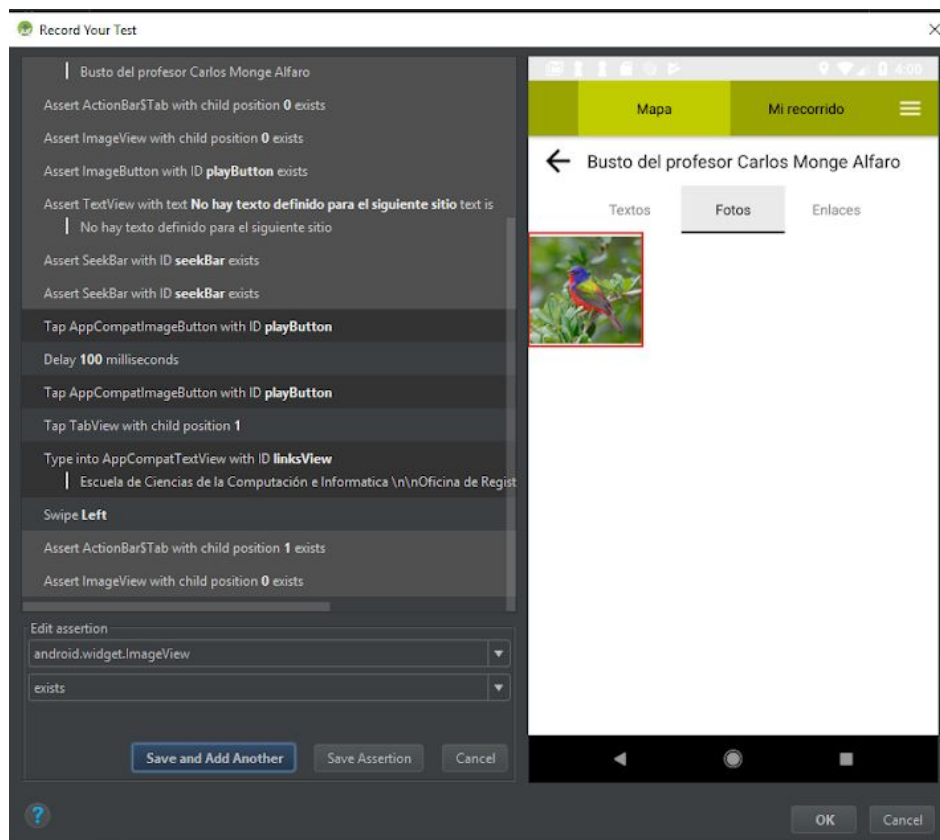 Record Your Test
Busto del profesor Carlos Monge Alfaro
Assert ActionBar$Tab with child position 0 exists
Assert ImageView with child position 0 exists
Assert ImageButton with ID playButton exists
Assert TextView with text No hay texto definido para el siguiente sitio text is
No hay texto definido para el siguiente sitio
Assert SeekBar with ID seekBar exists
Assert SeekBar with ID seekBar exists
Tap AppCompatImageButton with ID playButton
Delay 100 milliseconds
Tap AppCompatImageButton with ID playButton
Tap TabView with child position 1
Type into AppCompatTextView with ID linksView
Escuela de Ciencias de la Computación e Informatica \n\nOficina de Regist
Swipe Left
Assert ActionBar$Tab with child position 1 exists
Assert ImageView with child position 0 exists
Edit assertion
android.widget.ImageView
exists
Save and Add Another
Save Assertion
Cancel
4:00
Mapa
Mi recorrido
Busto del profesor Carlos Monge Alfaro
Textos
Fotos
Enlaces
?
OK
Cancel